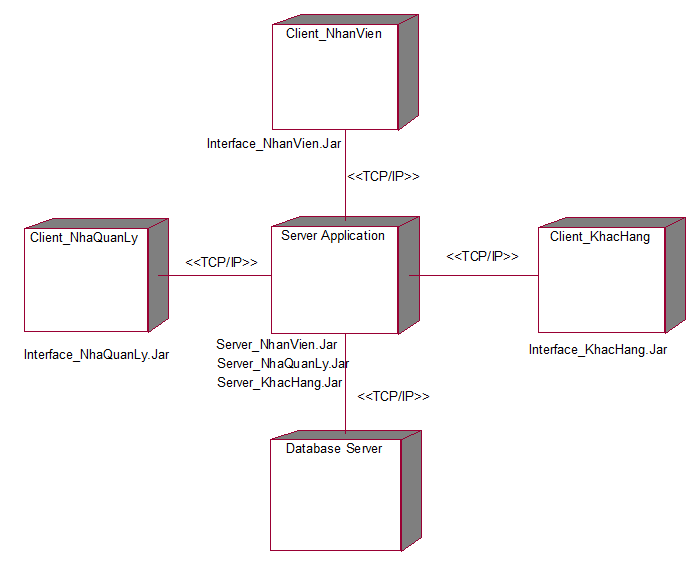 Client_NhanVien
Interface_NhanVien.Jar
<<TCP/IP>>
Client_NhaQuanLy
<<TCP/IP>>
Server Application
<<TCP/IP>>
Client_KhacHang
Interface_NhaQuanLy.Jar
Server_NhanVien.Jar
Server_NhaQuanLy.Jar
Server_KhacHang.Jar
Interface_KhacHang.Jar
<<TCP/IP>>
Database Server